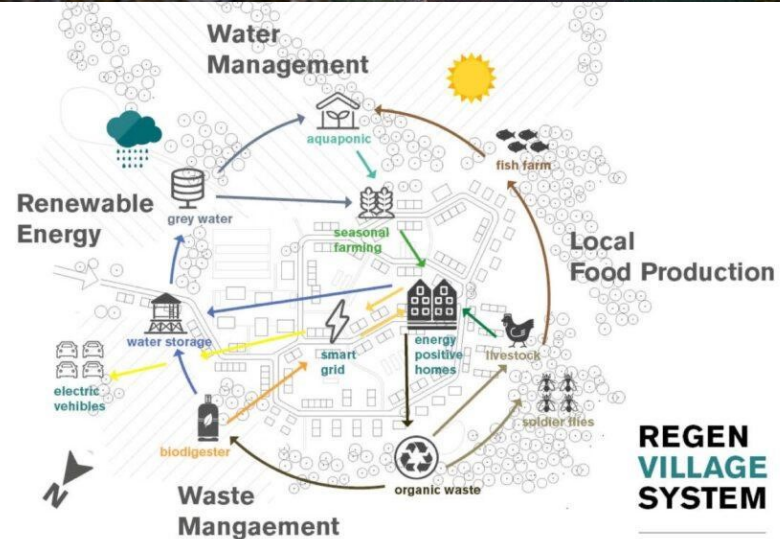 Water
Management
aquaponic
fish farm
Renewable
Energy
grey water
seasonal
farming
Local
Food Production
water storage
smart
grid
energy
positive
homes
livestock
electric
vehibles
soldier flies
biodigester
organic waste
N
Waste
Mangaement
REGEN
VILLAGE
SYSTEM